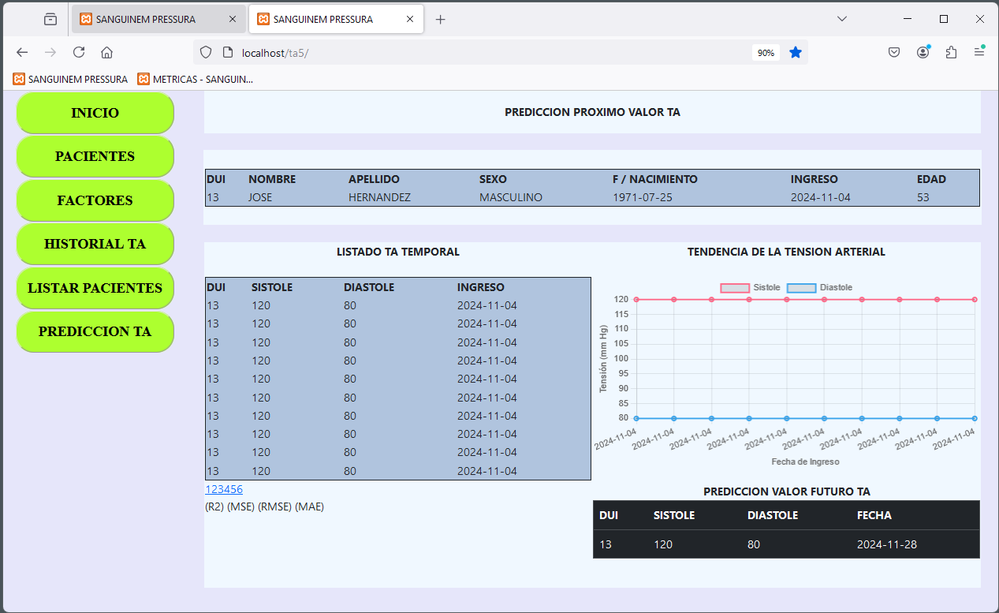 SANGUINEM PRESSURA
SANGUINEM PRESSURA
localhost/ta5/
90%
SANGUINEM PRESSURA
METRICAS - SANGUIN...
INICIO
PACIENTES
FACTORES
HISTORIAL TA
LISTAR PACIENTES
PREDICCION TA
PREDICCION PROXIMO VALOR TA
DUI NOMBRE APELLIDO SEXO F / NACIMIENTO INGRESO EDAD
13 JOSE HERNANDEZ MASCULINO 1971-07-25 2024-11-04 53
LISTADO TA TEMPORAL
DUI SISTOLE DIASTOLE INGRESO
13 120 80 2024-11-04
13 120 80 2024-11-04
13 120 80 2024-11-04
13 120 80 2024-11-04
13 120 80 2024-11-04
13 120 80 2024-11-04
13 120 80 2024-11-04
13 120 80 2024-11-04
13 120 80 2024-11-04
13 120 80 2024-11-04
123456
(R2) (MSE) (RMSE) (MAE)
TENDENCIA DE LA TENSION ARTERIAL
Sistole Diastole
Tensión (mm Hg)
120
115
110
105
100
95
90
85
80
2024-11-04 2024-11-04 2024-11-04 2024-11-04 2024-11-04 2024-11-04 2024-11-04 2024-11-04 2024-11-04 2024-11-04
Fecha de Ingreso
PREDICCION VALOR FUTURO TA
DUI SISTOLE DIASTOLE FECHA
13 120 80 2024-11-28